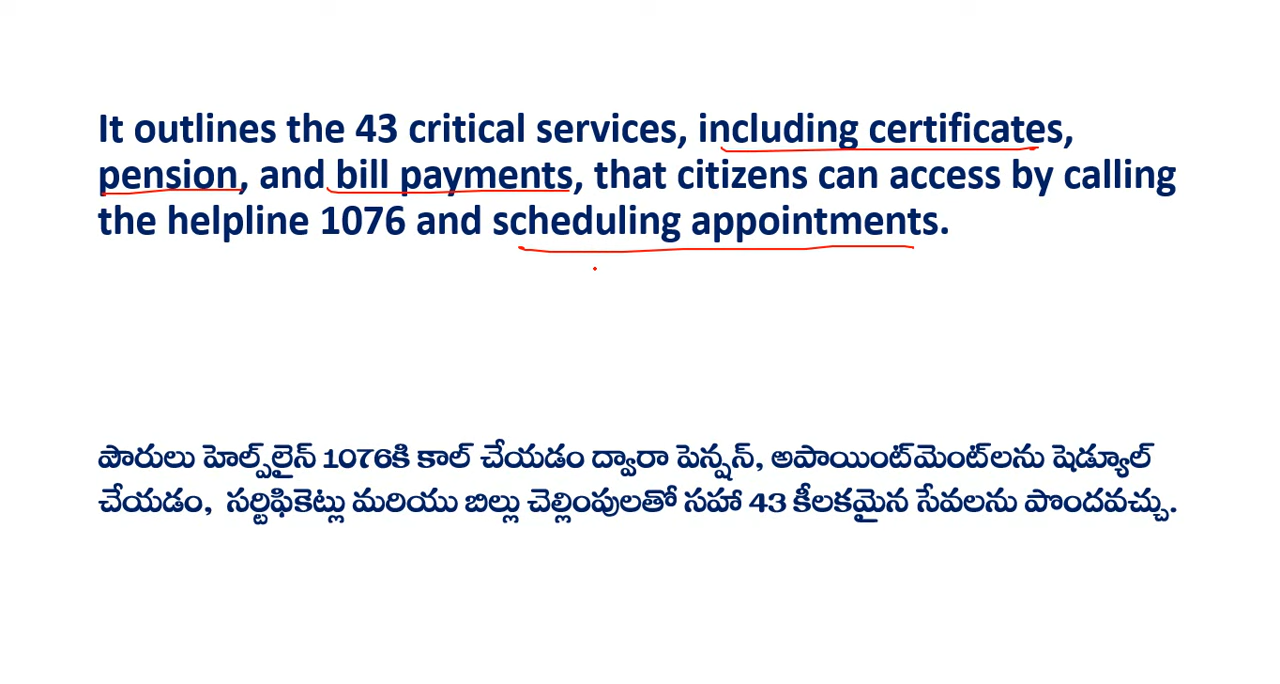 It outlines the 43 critical services, including certificates,
pension, and bill payments, that citizens can access by calling
the helpline 1076 and scheduling appointments.
పౌరులు హెల్ప్‌లైన్ 1076కి కాల్ చేయడం ద్వారా పెన్షన్, అపాయింట్‌మెంట్‌లను షెడ్యూల్
చేయడం, సర్టిఫికెట్లు మరియు బిల్లు చెల్లింపులతో సహా 43 కీలకమైన సేవలను పొందవచ్చు.